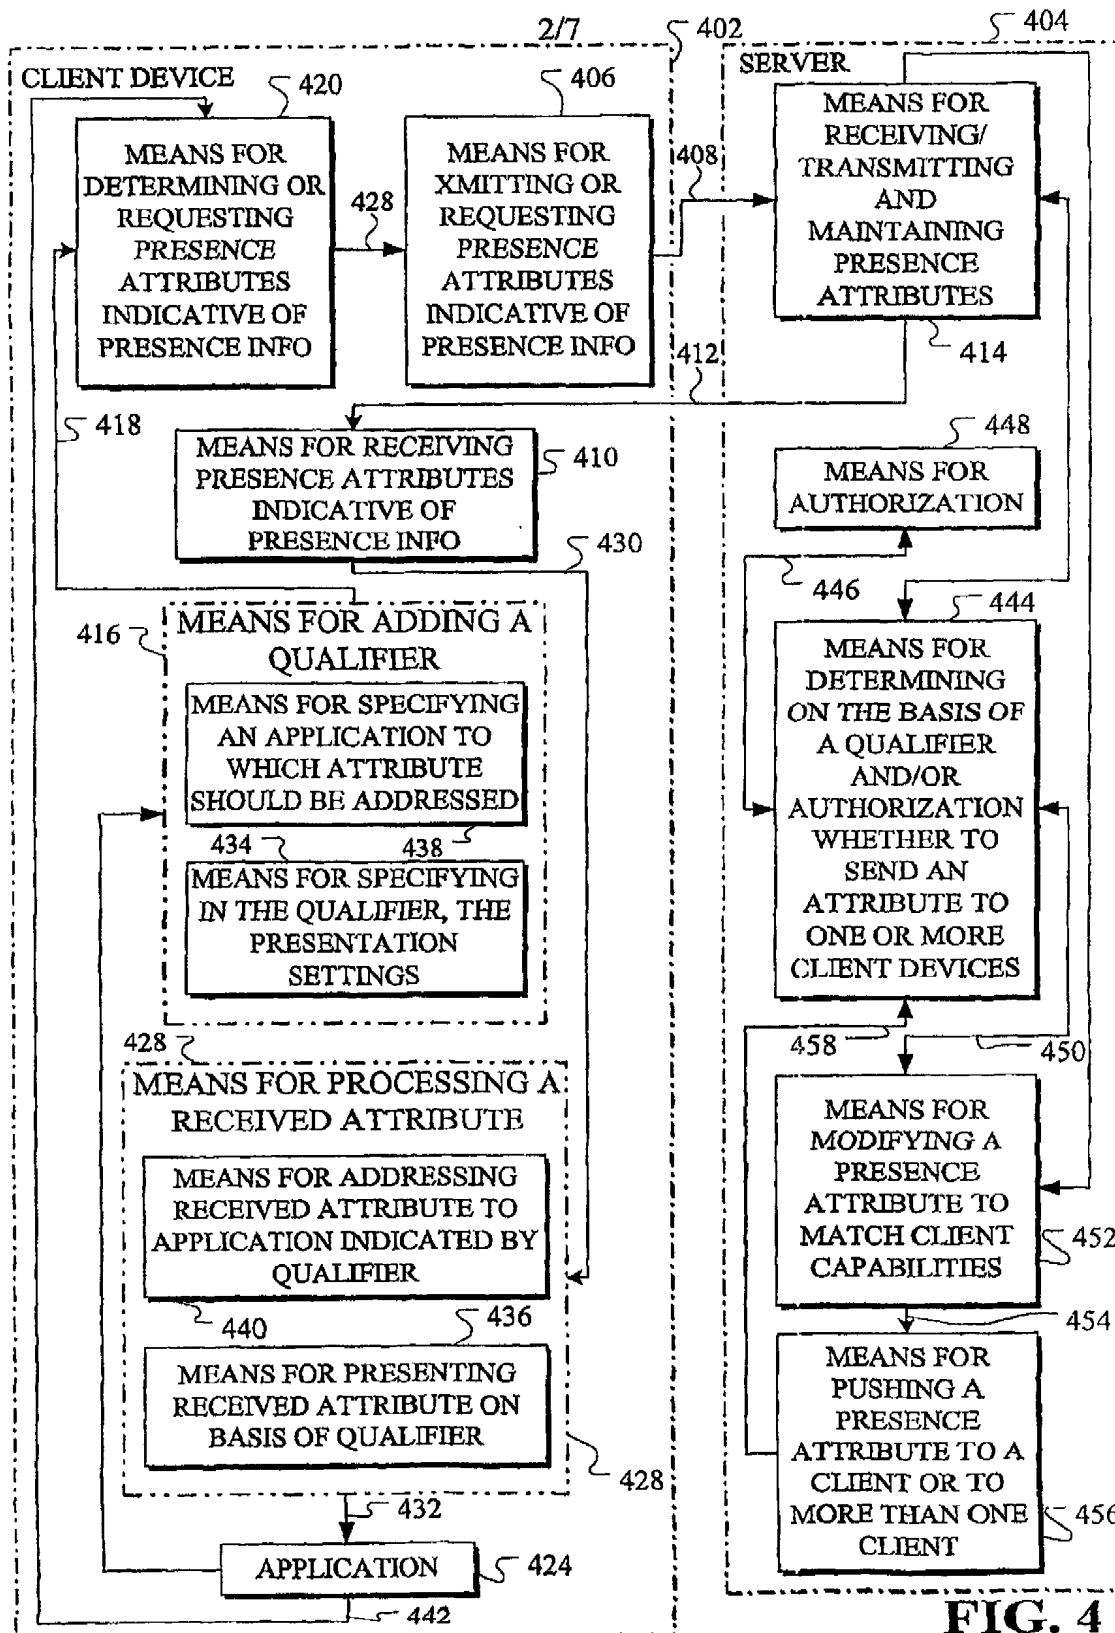 2/7
402
404
CLIENT DEVICE
420
406
SERVER
MEANS FOR
DETERMINING OR
REQUESTING
PRESENCE
ATTRIBUTES
INDICATIVE OF
PRESENCE INFO
428
MEANS FOR
XMITTING OR
REQUESTING
PRESENCE
ATTRIBUTES
INDICATIVE OF
PRESENCE INFO
408
MEANS FOR
RECEIVING/
TRANSMITTING
AND
MAINTAINING
PRESENCE
ATTRIBUTES
412
414
418
MEANS FOR RECEIVING
PRESENCE ATTRIBUTES
INDICATIVE OF
PRESENCE INFO
410
430
448
MEANS FOR
AUTHORIZATION
446
444
416
MEANS FOR ADDING A
QUALIFIER
MEANS FOR SPECIFYING
AN APPLICATION TO
WHICH ATTRIBUTE
SHOULD BE ADDRESSED
434
438
MEANS FOR SPECIFYING
IN THE QUALIFIER, THE
PRESENTATION
SETTINGS
MEANS FOR
DETERMINING
ON THE BASIS OF
A QUALIFIER
AND/OR
AUTHORIZATION
WHETHER TO
SEND AN
ATTRIBUTE TO
ONE OR MORE
CLIENT DEVICES
458
450
428
MEANS FOR PROCESSING A
RECEIVED ATTRIBUTE
MEANS FOR ADDRESSING
RECEIVED ATTRIBUTE TO
APPLICATION INDICATED BY
QUALIFIER
440
436
MEANS FOR PRESENTING
RECEIVED ATTRIBUTE ON
BASIS OF QUALIFIER
428
MEANS FOR
MODIFYING A
PRESENCE
ATTRIBUTE TO
MATCH CLIENT
CAPABILITIES
452
454
MEANS FOR
PUSHING A
PRESENCE
ATTRIBUTE TO A
CLIENT OR TO
MORE THAN ONE
CLIENT
456
432
APPLICATION
424
442
FIG. 4